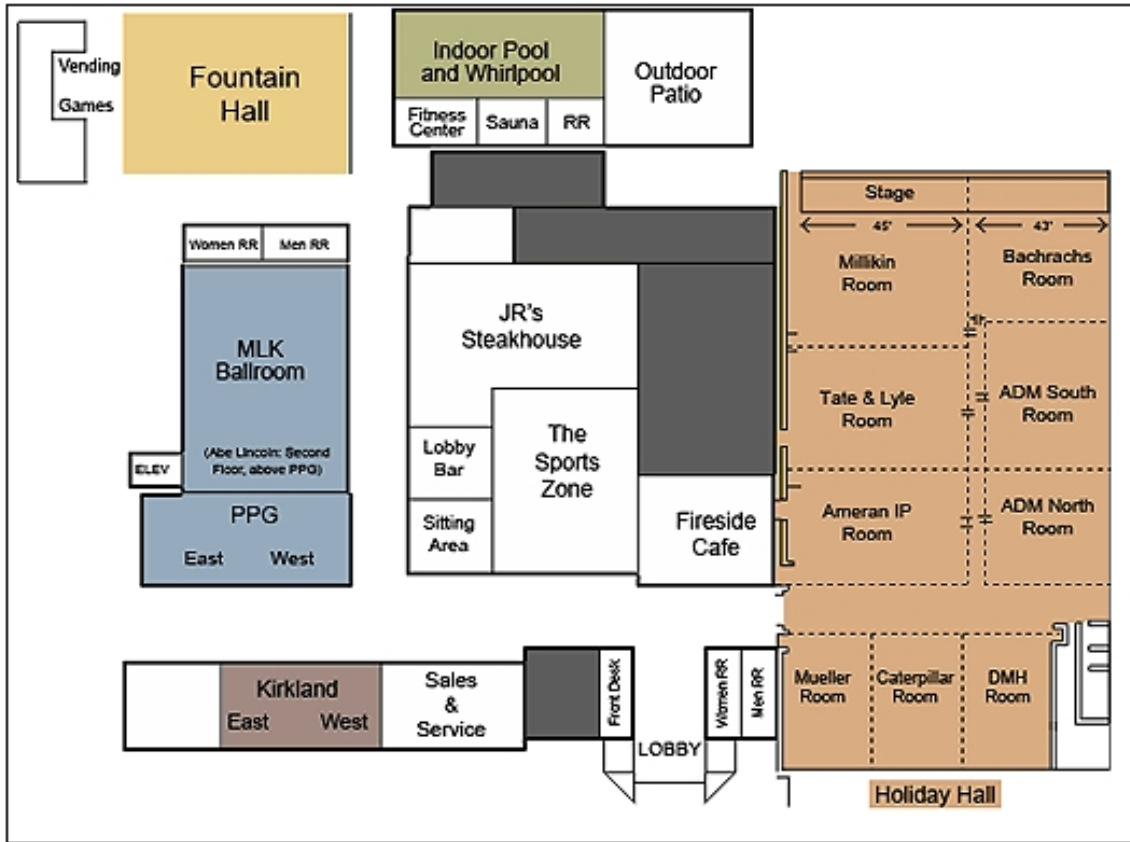 Vending
Games
Fountain
Hall
Indoor Pool
and Whirlpool
Fitness
Center
Sauna
RR
Outdoor
Patio
Women RR
Men RR
MLK
Ballroom
(Abe Lincoln: Second
Floor, above PPG)
ELEV
PPG
East West
JR's
Steakhouse
Lobby
Bar
The
Sports
Zone
Sitting
Area
Fireside
Cafe
Stage
45'
43'
Millikin
Room
Bachrachs
Room
Tate & Lyle
Room
ADM South
Room
Ameran IP
Room
ADM North
Room
Kirkland
East West
Sales
&
Service
Front Desk
LOBBY
Women RR
Men RR
Mueller
Room
Caterpillar
Room
DMH
Room
Holiday Hall